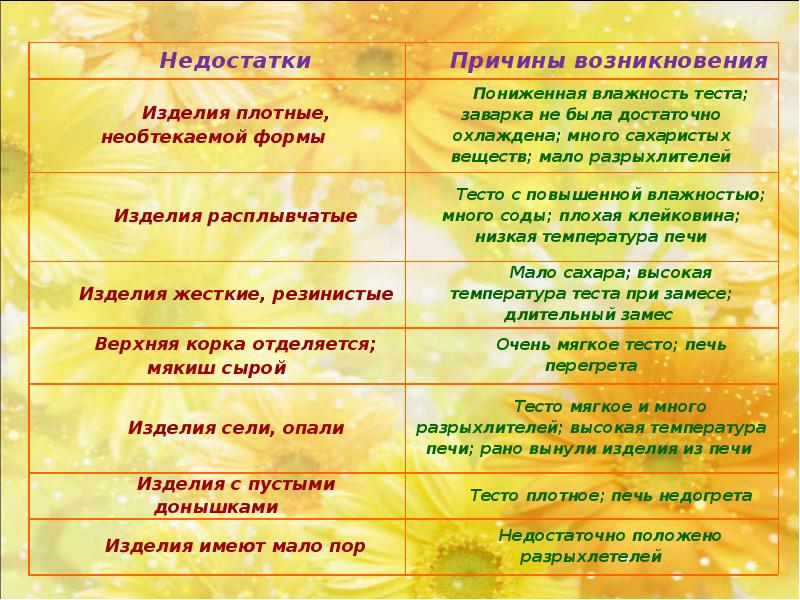 Недостатки
Причины возникновения
Изделия плотные,
необтекаемой формы
Пониженная влажность теста;
заварка не была достаточно
охлаждена; много сахаристых
веществ; мало разрыхлителей
Изделия расплывчатые
Тесто с повышенной влажностью;
много соды; плохая клейковина;
низкая температура печи
Изделия жесткие, резинистые
Мало сахара; высокая
температура теста при замесе;
длительный замес
Верхняя корка отделяется;
мякиш сырой
Очень мягкое тесто; печь
перегрета
Изделия сели, опали
Тесто мягкое и много
разрыхлителей; высокая температура
печи; рано вынули изделия из печи
Изделия с пустыми
донышками
Тесто плотное; печь недогрета
Изделия имеют мало пор
Недостаточно положено
разрыхлетелей